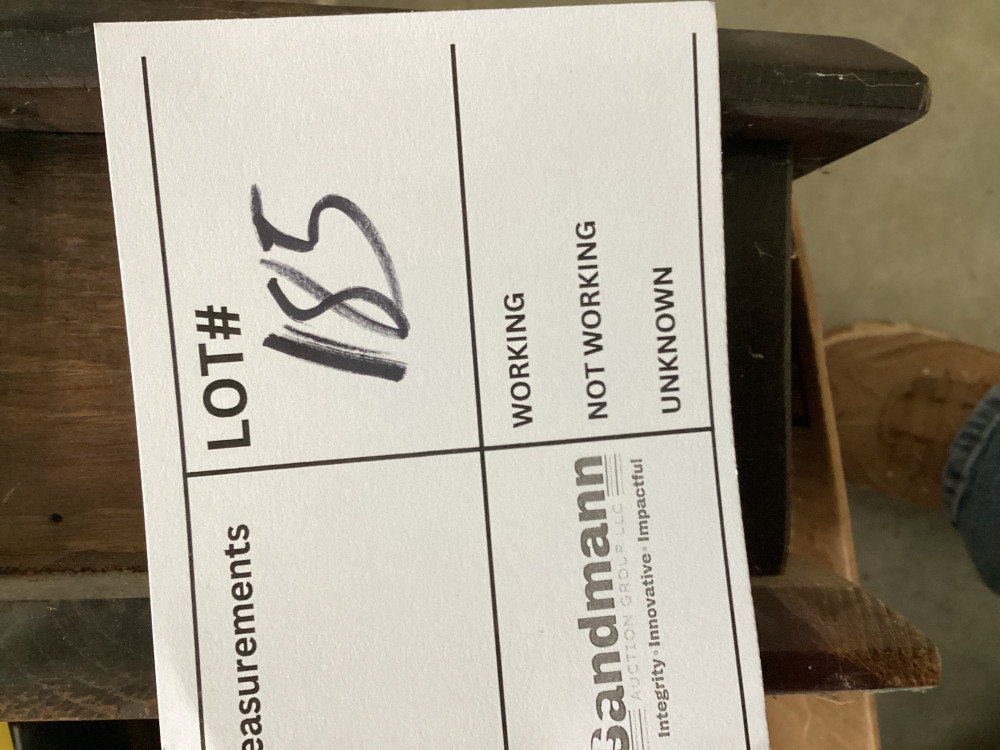 LOT#
185
WORKING
NOT WORKING
UNKNOWN
easurements
Sandmann
AUCTION GROUP LLC
Integrity • Innovative • Impactful